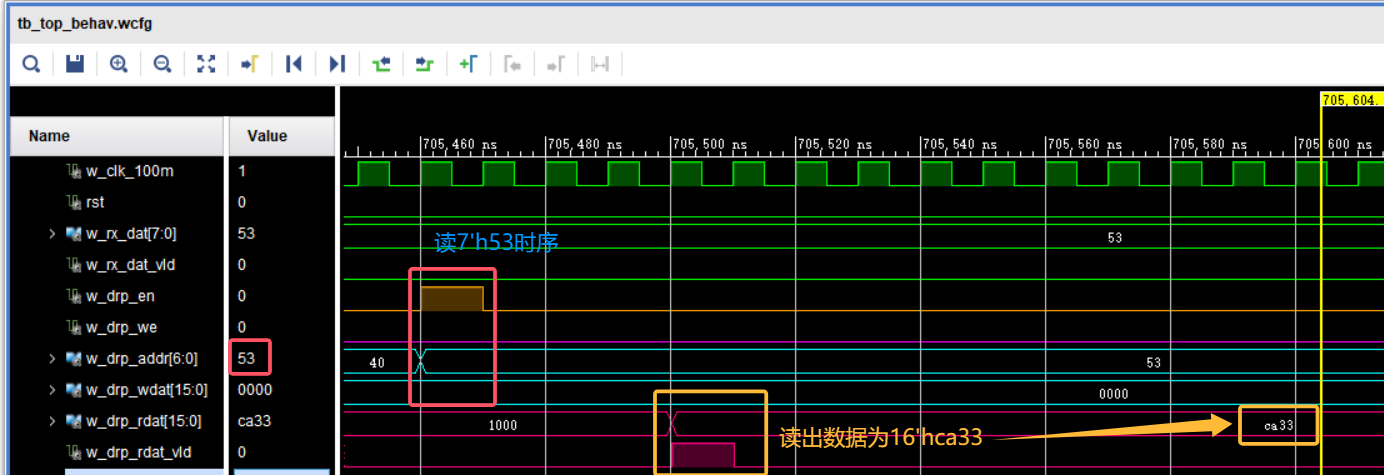 tb_top_behav.wcfg
705,604.
Name Value
705,460 ns 705,480 ns 705,500 ns 705,520 ns 705,540 ns 705,560 ns 705,580 ns 705,600 ns
w_clk_100m 1
rst 0
w_rx_dat[7:0] 53 53
读7'h53时序
w_rx_dat_vld 0
w_drp_en 0
w_drp_we 0
w_drp_addr[6:0] 53 40 53
w_drp_wdat[15:0] 0000 0000
w_drp_rdat[15:0] ca33 1000 ca33
读出数据为16'hca33
w_drp_rdat_vld 0